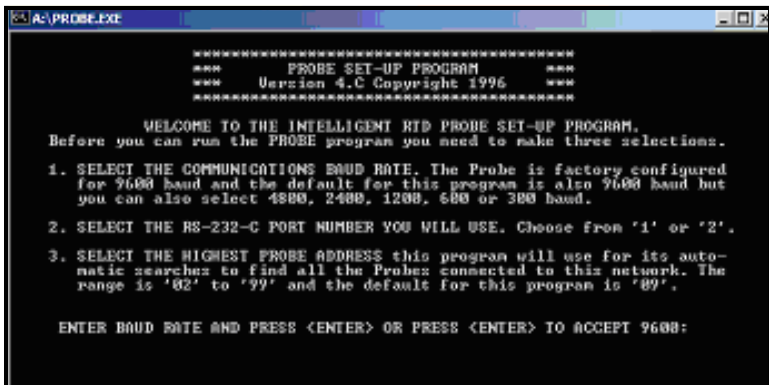 A:\PROBE.EXE
****************************************
*** PROBE SET-UP PROGRAM ***
*** Version 4.C Copyright 1996 ***
****************************************
WELCOME TO THE INTELLIGENT RTD PROBE SET-UP PROGRAM.
Before you can run the PROBE program you need to make three selections.
1. SELECT THE COMMUNICATIONS BAUD RATE. The Probe is factory configured
for 9600 baud and the default for this program is also 9600 baud but
you can also select 4800, 2400, 1200, 600 or 300 baud.
2. SELECT THE RS-232-C PORT NUMBER YOU WILL USE. Choose from '1' or '2'.
3. SELECT THE HIGHEST PROBE ADDRESS this program will use for its auto-
matic searches to find all the Probes connected to this network. The
range is '02' to '99' and the default for this program is '09'.
ENTER BAUD RATE AND PRESS <ENTER> OR PRESS <ENTER> TO ACCEPT 9600: